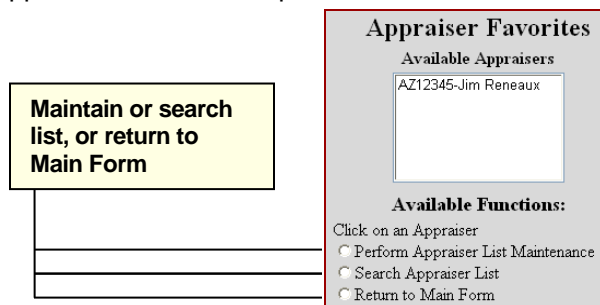 Appraiser Favorites
Available Appraisers
AZ12345-Jim Reneaux
Maintain or search
list, or return to
Main Form
Available Functions:
Click on an Appraiser
Perform Appraiser List Maintenance
Search Appraiser List
Return to Main Form